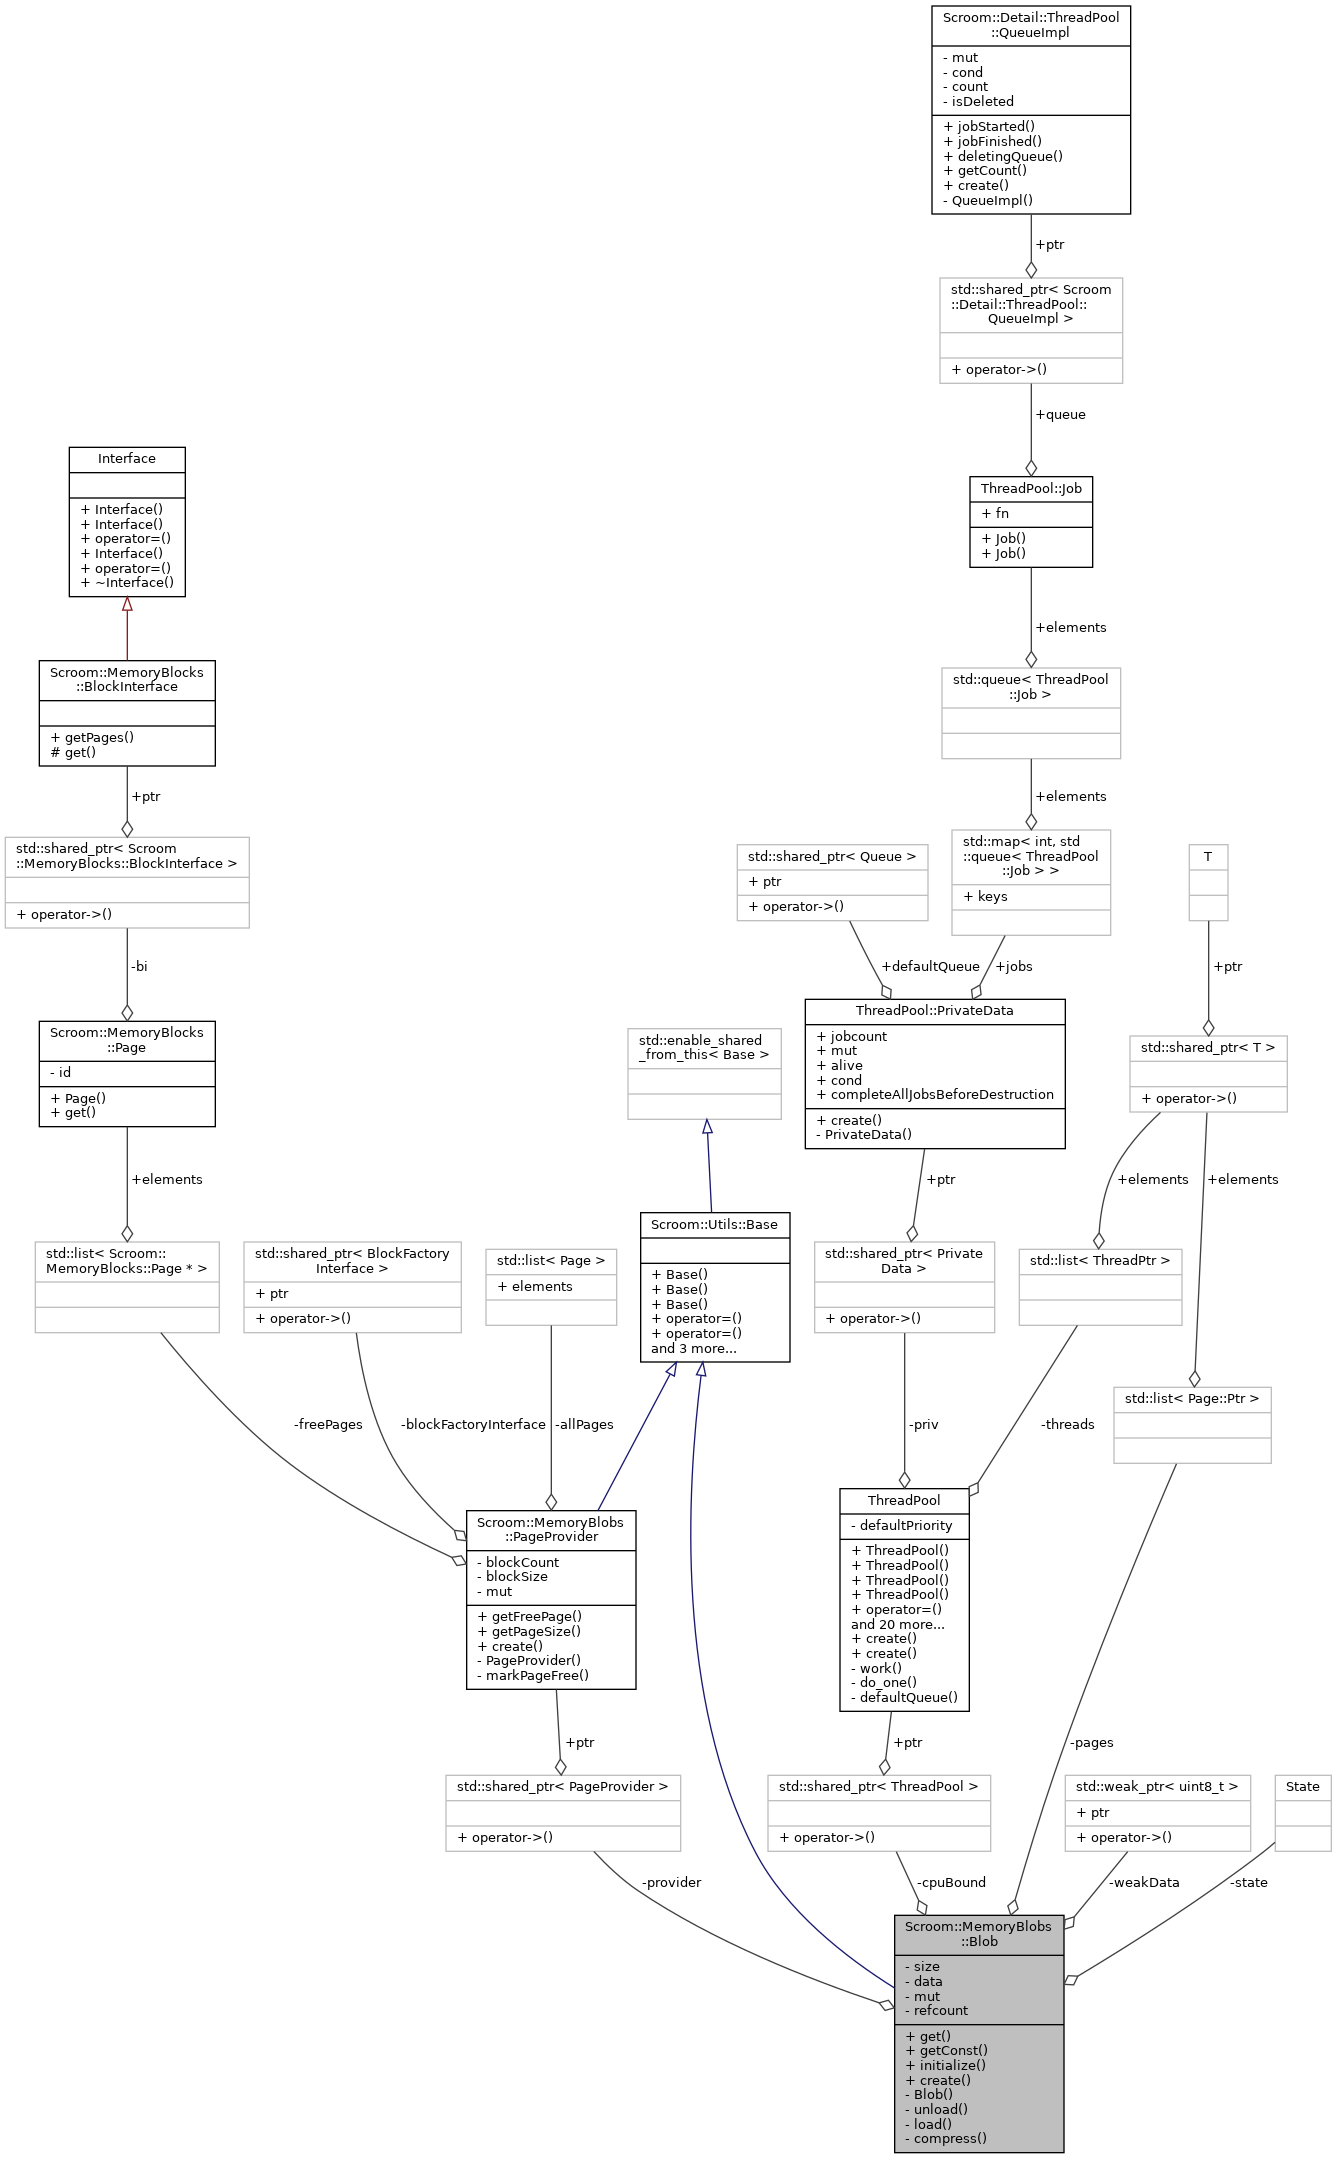 Scroom::Detail::ThreadPool
::QueueImpl
- mut
- cond
- count
- isDeleted
+ jobStarted()
+ jobFinished()
+ deletingQueue()
+ getCount()
+ create()
- QueueImpl()
+ptr
std::shared_ptr< Scroom
::Detail::ThreadPool::
QueueImpl >
+ operator->()
+queue
Interface
+ Interface()
+ Interface()
+ operator=()
+ Interface()
+ operator=()
+ ~Interface()
ThreadPool::Job
+ fn
+ Job()
+ Job()
+elements
Scroom::MemoryBlocks
::BlockInterface
+ getPages()
# get()
+ptr
std::queue< ThreadPool
::Job >
+elements
std::shared_ptr< Scroom
::MemoryBlocks::BlockInterface >
+ operator->()
-bi
std::shared_ptr< Queue >
+ ptr
+ operator->()
+defaultQueue
std::map< int, std
::queue< ThreadPool
::Job > >
+ keys
+jobs
T
+ptr
Scroom::MemoryBlocks
::Page
- id
+ Page()
+ get()
+elements
std::enable_shared
_from_this< Base >
ThreadPool::PrivateData
+ jobcount
+ mut
+ alive
+ cond
+ completeAllJobsBeforeDestruction
+ create()
- PrivateData()
+ptr
std::shared_ptr< T >
+ operator->()
+elements
+elements
std::list< Scroom::
MemoryBlocks::Page * >
-freePages
std::shared_ptr< BlockFactory
Interface >
+ ptr
+ operator->()
-blockFactoryInterface
std::list< Page >
+ elements
-allPages
Scroom::Utils::Base
+ Base()
+ Base()
+ Base()
+ operator=()
+ operator=()
and 3 more...
std::shared_ptr< Private
Data >
+ operator->()
-priv
std::list< ThreadPtr >
-threads
std::list< Page::Ptr >
-pages
Scroom::MemoryBlobs
::PageProvider
- blockCount
- blockSize
- mut
+ getFreePage()
+ getPageSize()
+ create()
- PageProvider()
- markPageFree()
+ptr
ThreadPool
- defaultPriority
+ ThreadPool()
+ ThreadPool()
+ ThreadPool()
+ ThreadPool()
+ operator=()
and 20 more...
+ create()
+ create()
- work()
- do_one()
- defaultQueue()
+ptr
std::shared_ptr< PageProvider >
+ operator->()
-provider
std::shared_ptr< ThreadPool >
+ operator->()
-cpuBound
std::weak_ptr< uint8_t >
+ ptr
+ operator->()
-weakData
State
-state
Scroom::MemoryBlobs
::Blob
- size
- data
- mut
- refcount
+ get()
+ getConst()
+ initialize()
+ create()
- Blob()
- unload()
- load()
- compress()